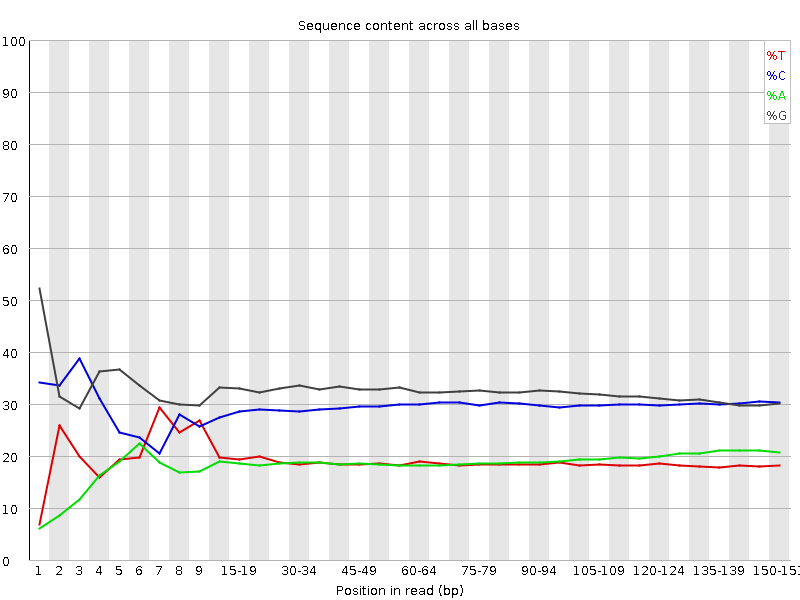 Sequence content across all bases
100
90
80
70
60
50
40
30
20
10
0
%T
%C
%A
%G
1 2 3 4 5 6 7 8 9 15-19 30-34 45-49 60-64 75-79 90-94 105-109 120-124 135-139 150-151
Position in read (bp)